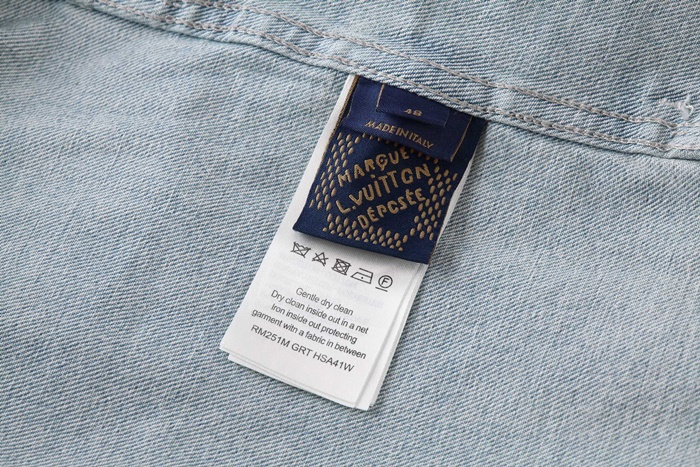 48
MADE IN ITALY
MARQUE
L.VUITTON
DÉPOSÉE
F
Gentle dry clean
Dry clean inside out in a net
Iron inside out protecting
garment with a fabric in between
RM251M GRT HSA41W